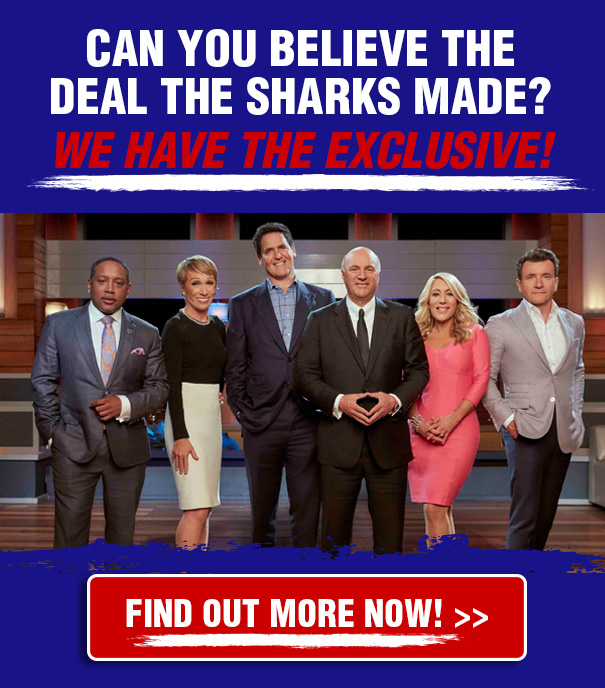 CAN YOU BELIEVE THE
DEAL THE SHARKS MADE?
WE HAVE THE EXCLUSIVE!
FIND OUT MORE NOW! >>